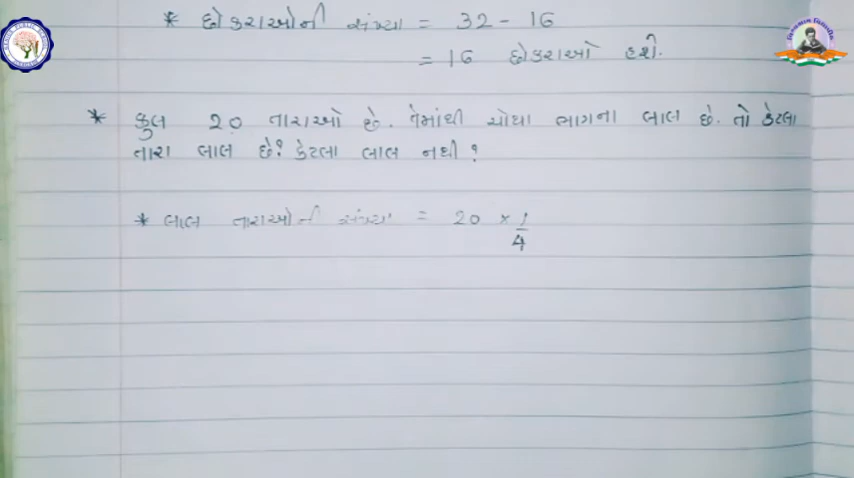 * છોકરાઓની સંખ્યા = 32 - 16
= 16 છોકરાઓ હશે.
* કુલ 20 તારાઓ છે. તેમાંથી ચોથા ભાગના લાલ છે. તો કેટલા
તારા લાલ છે? કેટલા લાલ નથી?
* લાલ તારાઓની સંખ્યા = 20 × 1/4